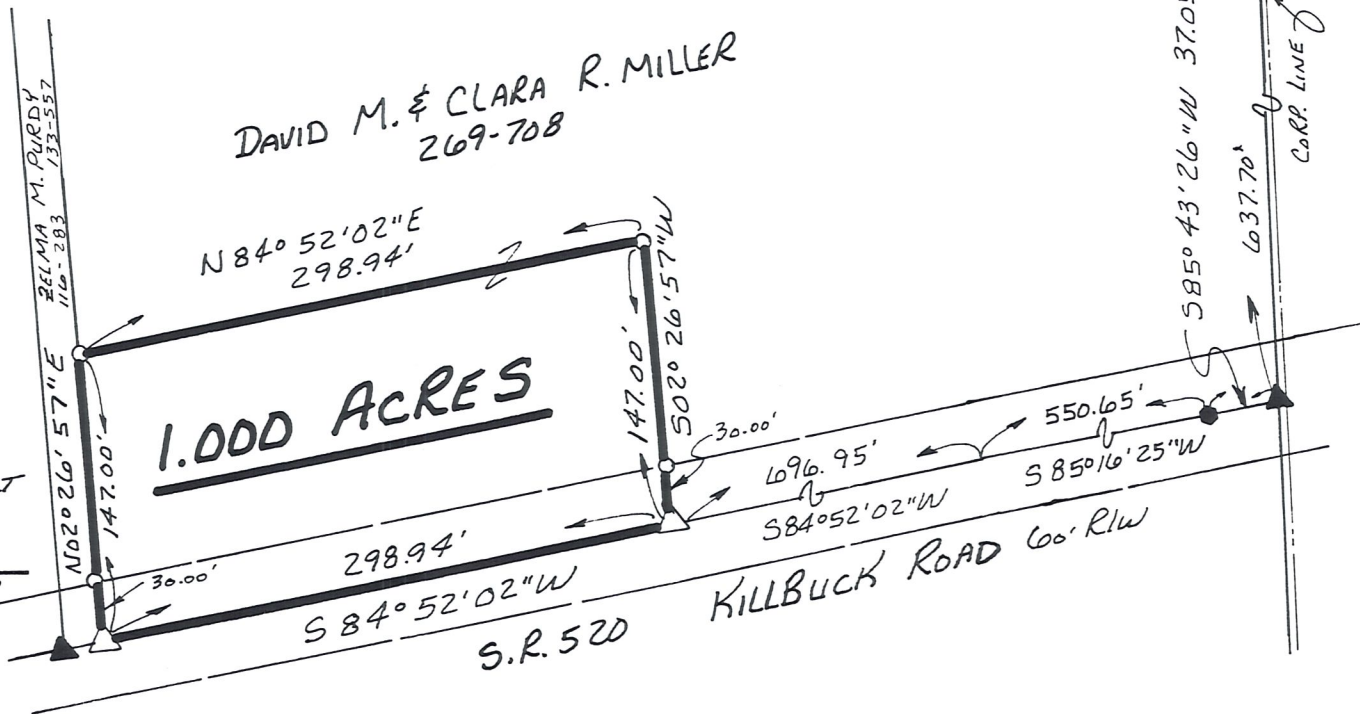 ZELMA M. PURDY
116-283 133-557
DAVID M. & CLARA R. MILLER
269-708
N 84° 52' 02" E
298.94'
N02° 26' 57" E
147.00'
1.000 ACRES
147.00'
S02° 26' 57" W
30.00'
30.00'
298.94'
S 84° 52' 02" W
696.95'
S84° 52' 02" W
550.65'
S 85° 16' 25" W
S85° 43' 26" W 37.05
637.70'
CORP. LINE
S.R. 520
KILLBUCK ROAD 60' R/W